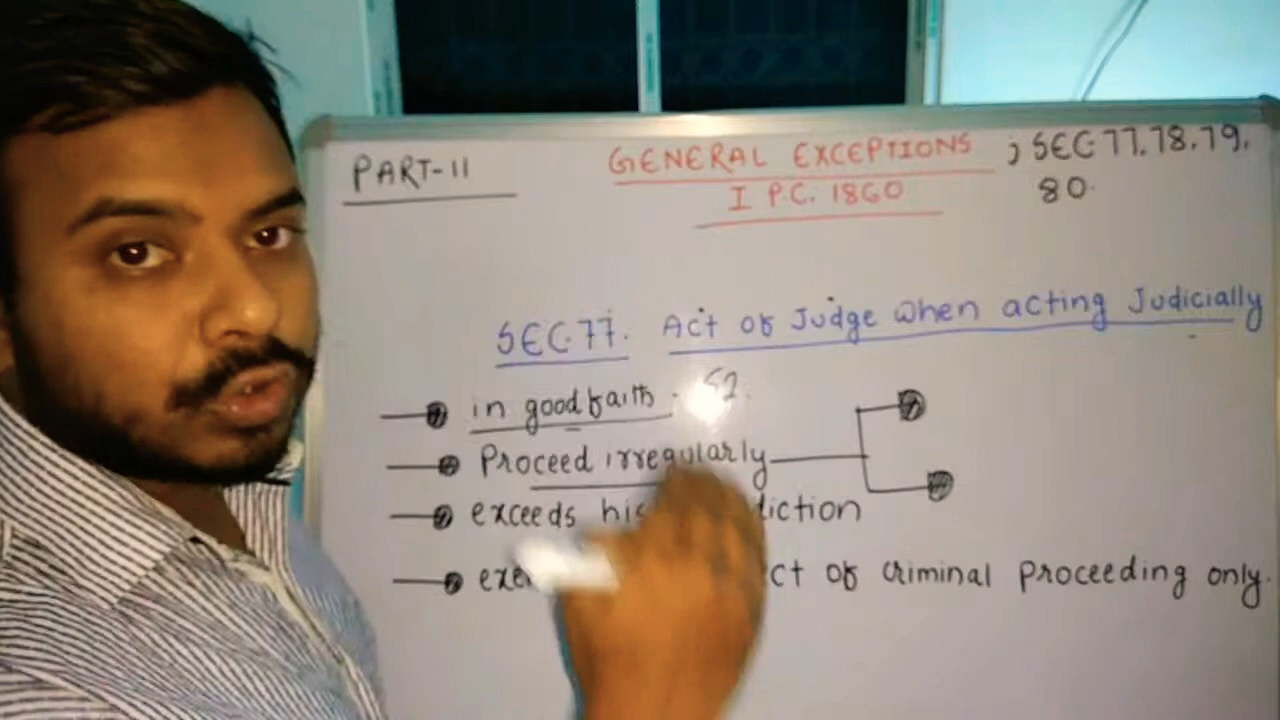 PART-II
GENERAL EXCEPTIONS ; SEC 77, 78, 79,
I P.C. 1860 80.
SEC.77. Act of Judge when acting Judicially
in good faith - 52.
Proceed irregularly
exceeds his diction
ct of Criminal Proceeding only.